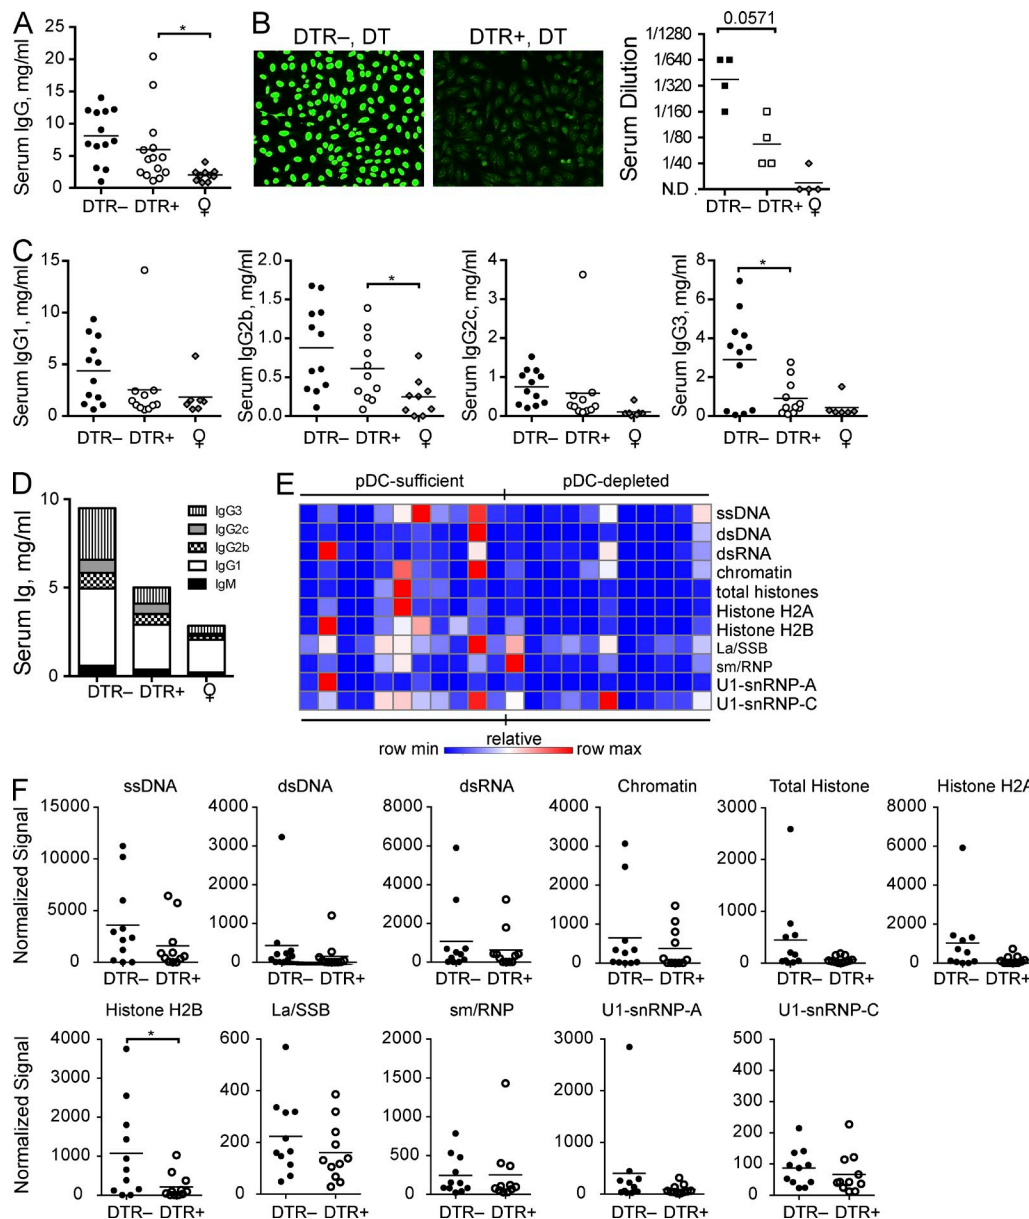 A
Serum IgG, mg/ml
25
20
15
10
5
0
*
DTR– DTR+ ♀
B
DTR–, DT DTR+, DT
Serum Dilution
0.0571
1/1280
1/640
1/320
1/160
1/80
1/40
N.D.
DTR– DTR+ ♀
C
Serum IgG1, mg/ml
15
10
5
0
DTR– DTR+ ♀
Serum IgG2b, mg/ml
2.0
1.5
1.0
0.5
0.0
*
DTR– DTR+ ♀
Serum IgG2c, mg/ml
4
3
2
1
0
DTR– DTR+ ♀
Serum IgG3, mg/ml
8
6
4
2
0
*
DTR– DTR+ ♀
D
Serum Ig, mg/ml
10
5
0
IgG3
IgG2c
IgG2b
IgG1
IgM
DTR– DTR+ ♀
E
pDC-sufficient pDC-depleted
ssDNA
dsDNA
dsRNA
chromatin
total histones
Histone H2A
Histone H2B
La/SSB
sm/RNP
U1-snRNP-A
U1-snRNP-C
relative
row min row max
F
Normalized Signal
ssDNA
15000
10000
5000
0
DTR– DTR+
dsDNA
4000
3000
2000
1000
0
DTR– DTR+
dsRNA
8000
6000
4000
2000
0
DTR– DTR+
Chromatin
4000
3000
2000
1000
0
DTR– DTR+
Total Histone
3000
2000
1000
0
DTR– DTR+
Histone H2A
8000
6000
4000
2000
0
DTR– DTR+
Normalized Signal
Histone H2B
4000
3000
2000
1000
0
*
DTR– DTR+
La/SSB
600
400
200
0
DTR– DTR+
sm/RNP
2000
1500
1000
500
0
DTR– DTR+
U1-snRNP-A
3000
2000
1000
0
DTR– DTR+
U1-snRNP-C
500
400
300
200
100
0
DTR– DTR+